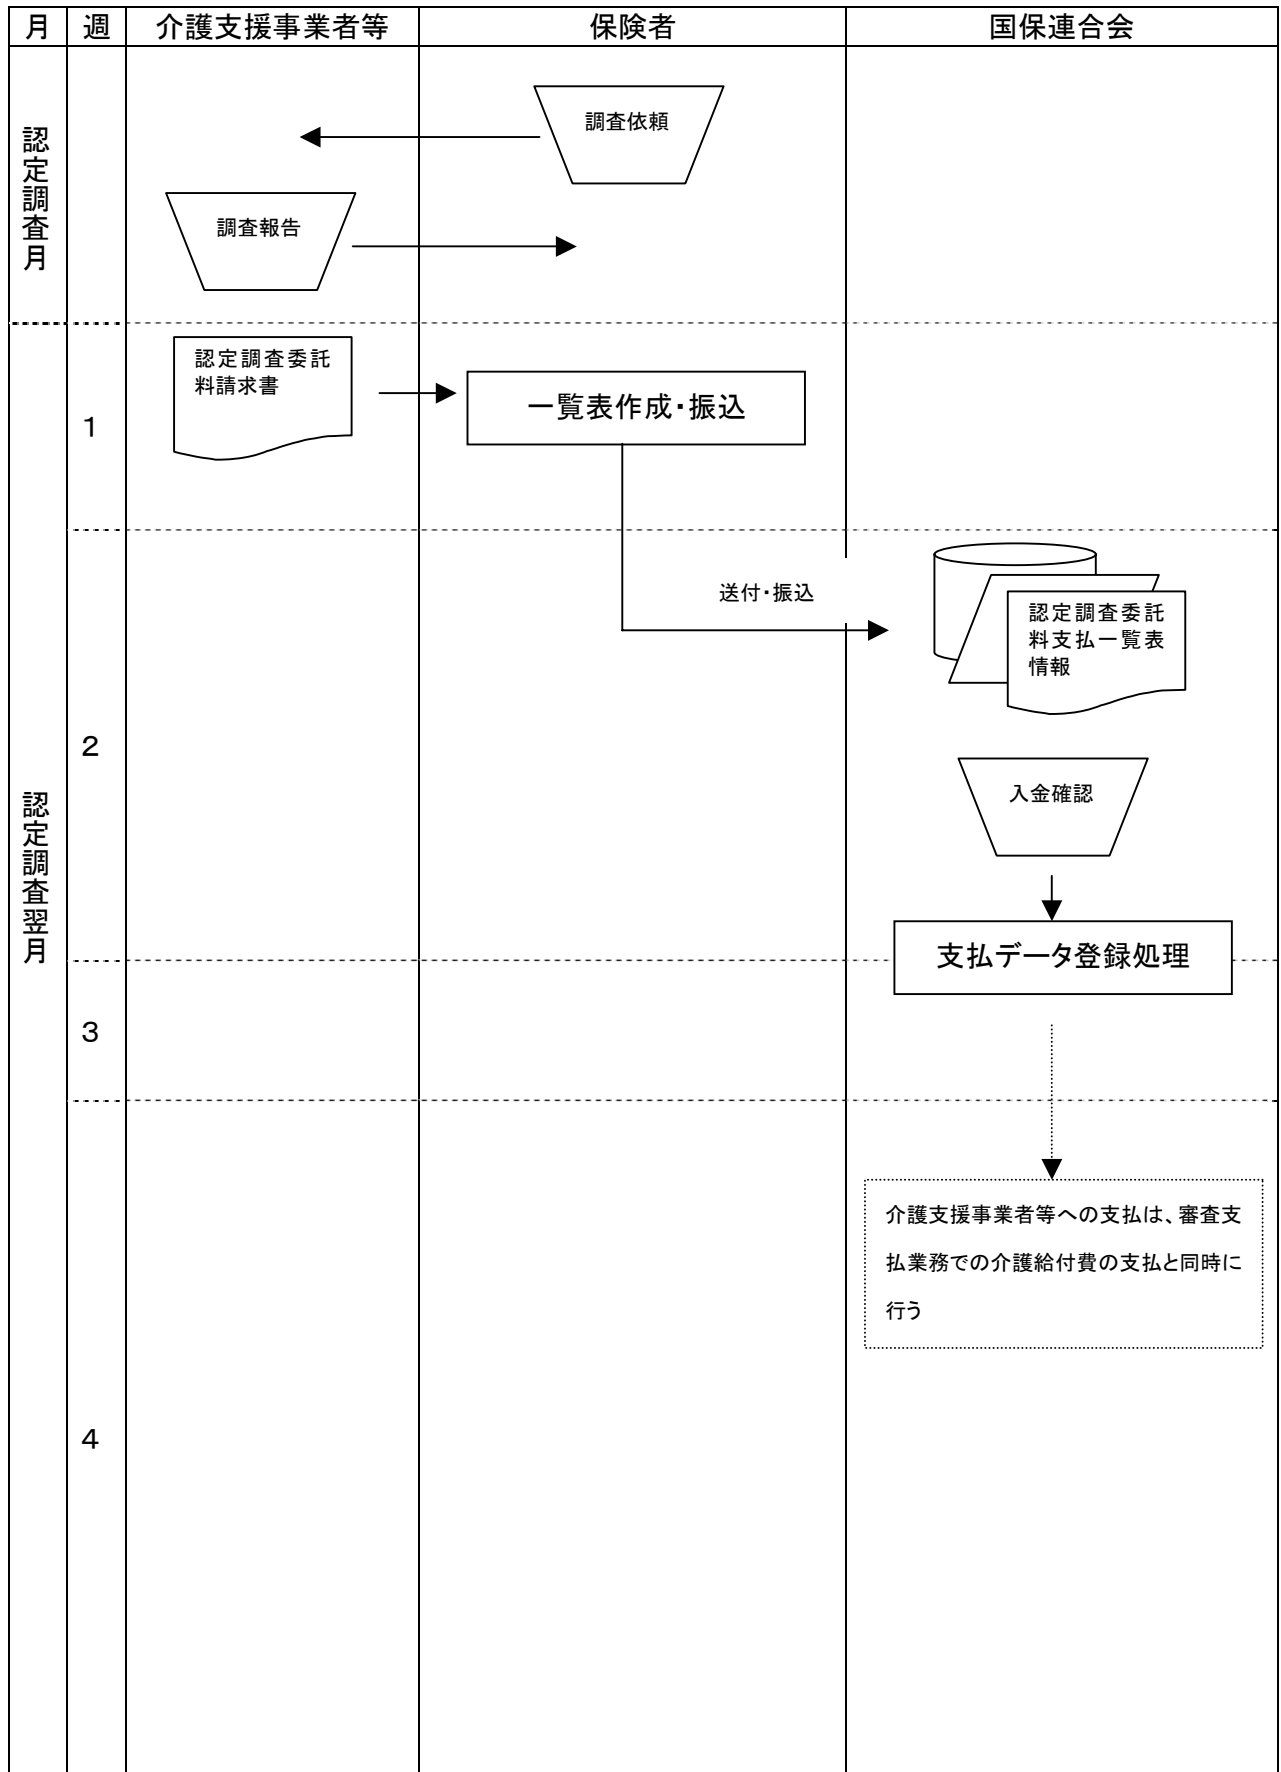 月 週 介護支援事業者等 保険者 国保連合会
認定調査月
調査依頼
調査報告
認定調査翌月
1
認定調査委託
料請求書
一覧表作成・振込
2
送付・振込
認定調査委託
料支払一覧表
情報
入金確認
支払データ登録処理
3
4
介護支援事業者等への支払は、審査支
払業務での介護給付費の支払と同時に
行う